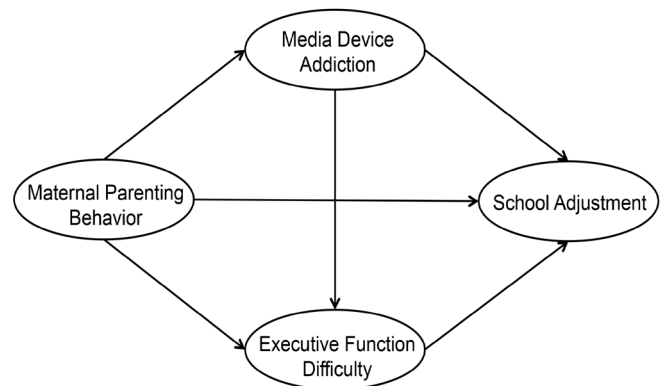 Media Device
Addiction
Maternal Parenting
Behavior
School Adjustment
Executive Function
Difficulty